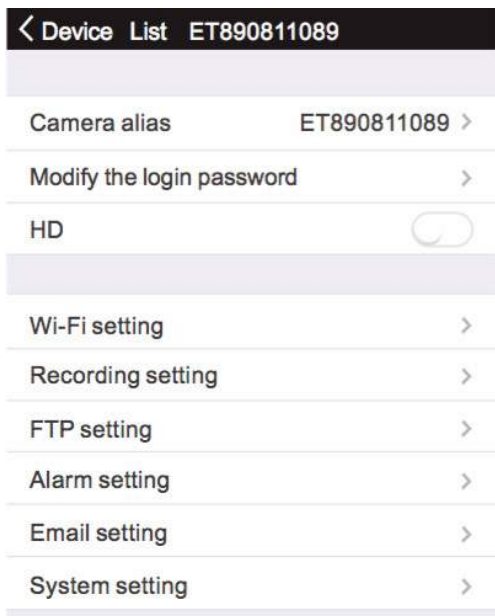 Device List ET890811089
Camera alias ET890811089
Modify the login password
HD
Wi-Fi setting
Recording setting
FTP setting
Alarm setting
Email setting
System setting